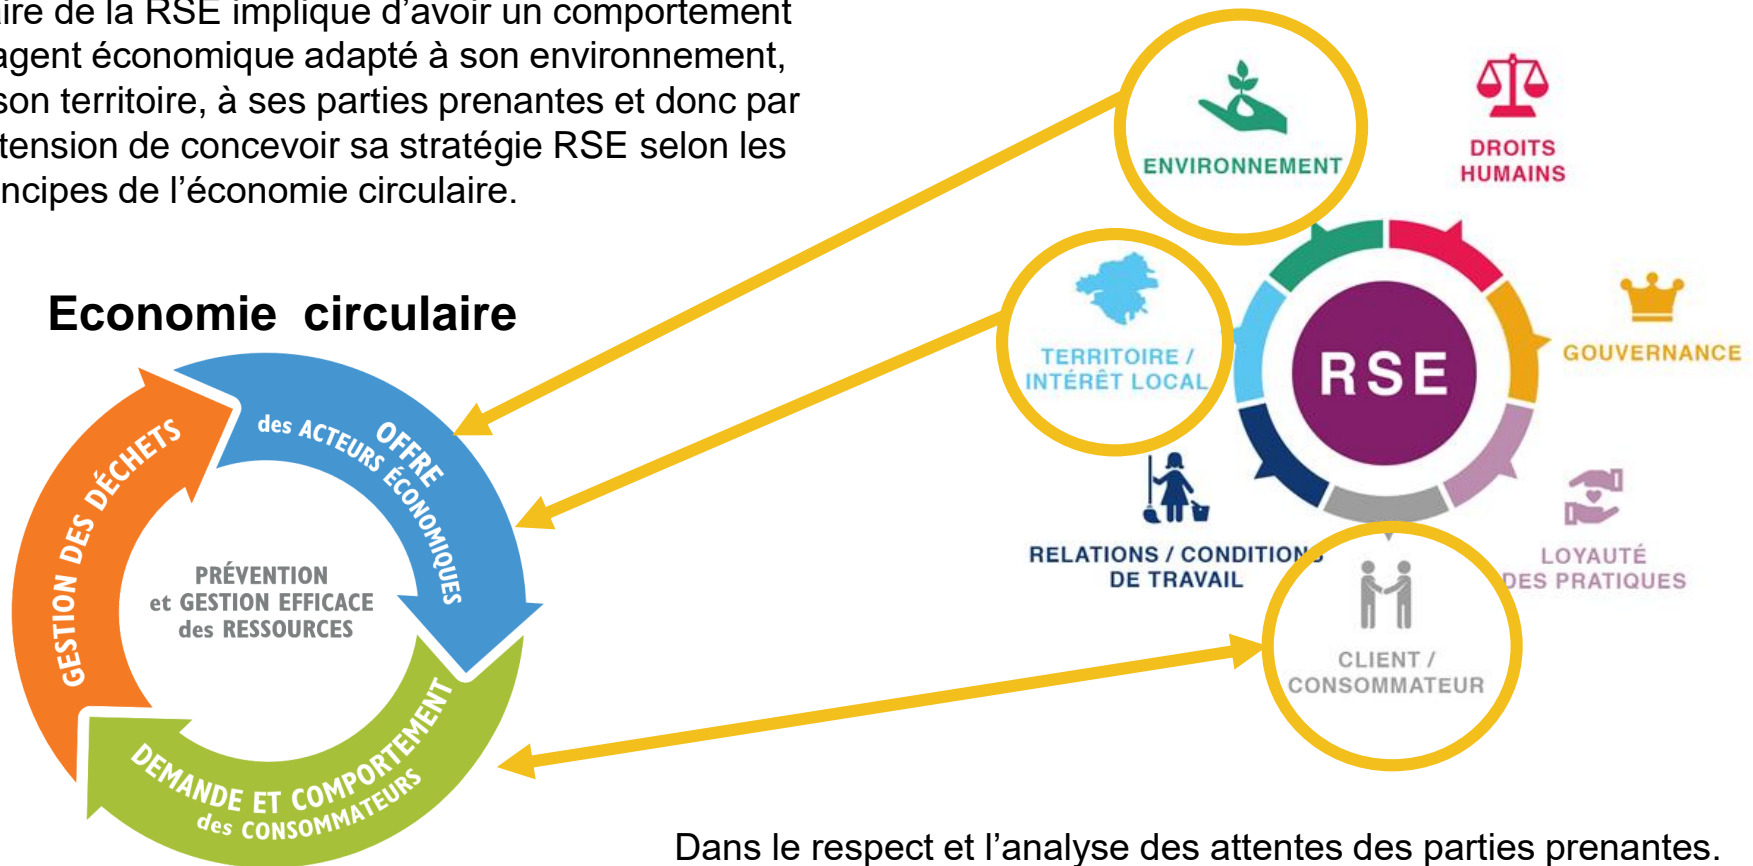 aire de la RSE implique d’avoir un comportement
agent économique adapté à son environnement,
son territoire, à ses parties prenantes et donc par
tension de concevoir sa stratégie RSE selon les
ncipes de l’économie circulaire.
Economie circulaire
OFFRE
des ACTEURS ÉCONOMIQUES
GESTION DES DÉCHETS
PRÉVENTION
et GESTION EFFICACE
des RESSOURCES
DEMANDE ET COMPORTEMENT
des CONSOMMATEURS
ENVIRONNEMENT
DROITS
HUMAINS
TERRITOIRE /
INTÉRÊT LOCAL
RSE
GOUVERNANCE
RELATIONS / CONDITIONS
DE TRAVAIL
LOYAUTÉ
DES PRATIQUES
CLIENT /
CONSOMMATEUR
Dans le respect et l’analyse des attentes des parties prenantes.